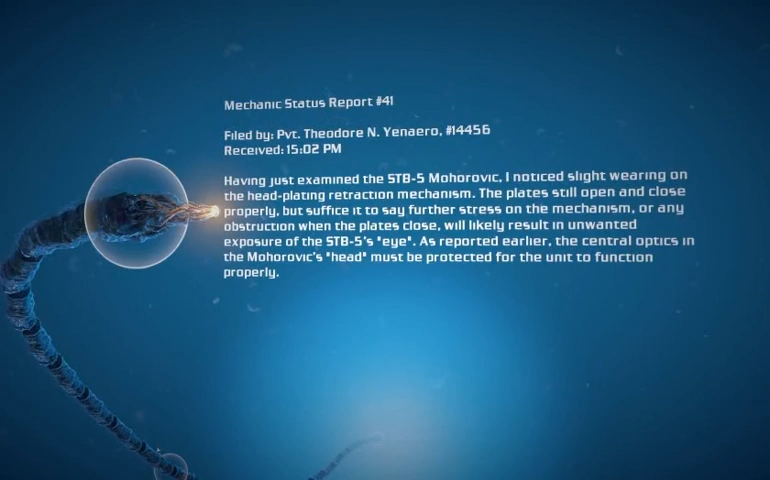 Mechanic Status Report #41
Filed by: Pvt. Theodore N. Yenaero, #14456
Received: 15:02 PM
Having just examined the STB-5 Mohorovic, I noticed slight wearing on
the head-plating retraction mechanism. The plates still open and close
properly, but suffice it to say further stress on the mechanism, or any
obstruction when the plates close, will likely result in unwanted
exposure of the STB-5's "eye". As reported earlier, the central optics in
the Mohorovic's "head" must be protected for the unit to function
properly.